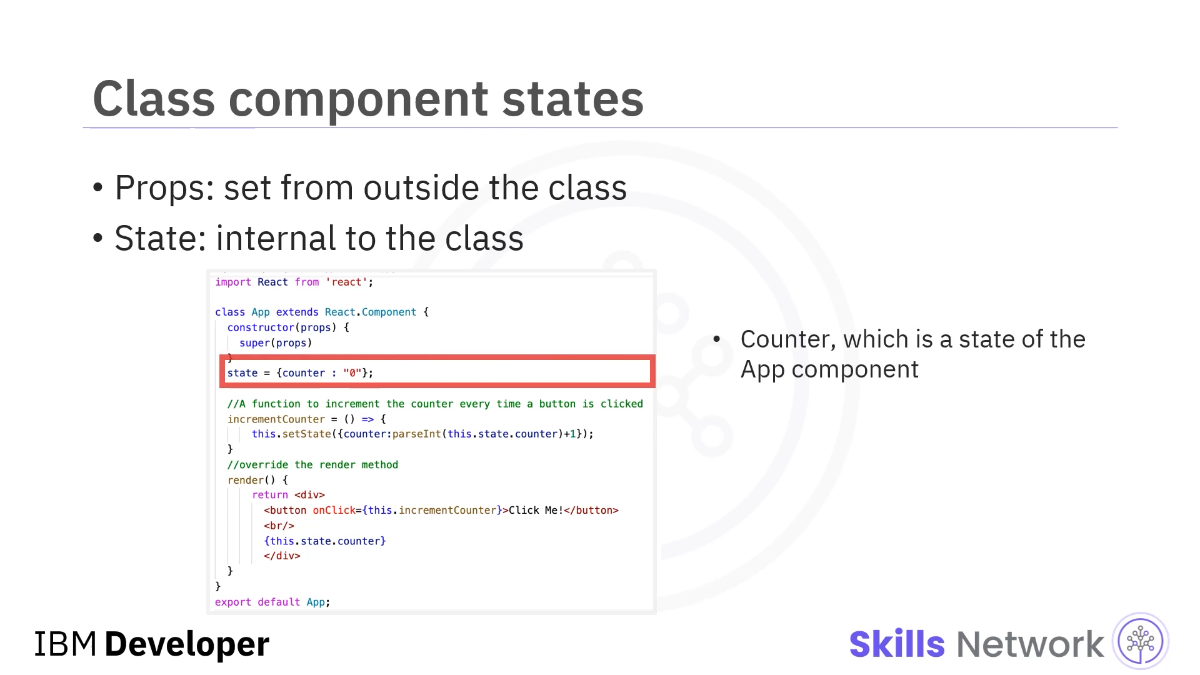 Class component states
• Props: set from outside the class
• State: internal to the class
import React from 'react';
class App extends React.Component {
constructor(props) {
super(props)
}
state = {counter : "0"};
//A function to increment the counter every time a button is clicked
incrementCounter = () => {
this.setState({counter:parseInt(this.state.counter)+1});
}
//override the render method
render() {
return <div>
<button onClick={this.incrementCounter}>Click Me!</button>
<br/>
{this.state.counter}
</div>
}
}
export default App;
• Counter, which is a state of the
App component
IBM Developer
Skills Network